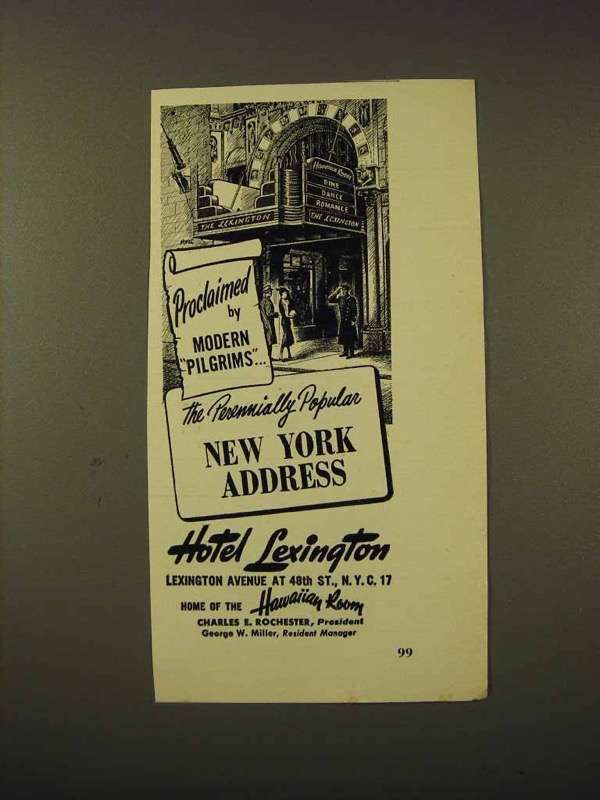 Hawaiian Room
DINE
DANCE
ROMANCE
THE LEXINGTON
THE LEXINGTON
Proclaimed
by
MODERN
"PILGRIMS"...
the Perennially Popular
NEW YORK
ADDRESS
Hotel Lexington
LEXINGTON AVENUE AT 48th ST., N.Y.C. 17
HOME OF THE Hawaiian Room
CHARLES E. ROCHESTER, President
George W. Miller, Resident Manager
99